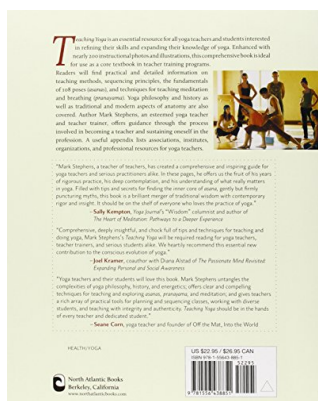 Teaching Yoga is an essential resource for all yoga teachers and students interested
in refining their skills and expanding their knowledge of yoga. Enhanced with
nearly 200 instructional photos and illustrations, this comprehensive book is ideal
for use as a core textbook in teacher training programs.
Readers will find practical and detailed information on
teaching methods, sequencing principles, the fundamentals
of 108 poses (asanas), and techniques for teaching meditation
and breathing (pranayama). Yoga philosophy and history as
well as traditional and modern aspects of anatomy are also
covered. Author Mark Stephens, an esteemed yoga teacher
and teacher trainer, offers guidance through the process
involved in becoming a teacher and sustaining oneself in the
profession. A useful appendix lists associations, institutes,
organizations, and professional resources for yoga teachers.
"Mark Stephens, a teacher of teachers, has created a comprehensive and inspiring guide for
yoga teachers and serious practitioners alike. In these pages, he offers us the fruit of his years
of rigorous practice, his deep contemplation, and his understanding of what really matters
in yoga. Filled with tips and secrets for finding the inner core of asana, gently but firmly
puncturing myths, this book is a brilliant merger of traditional wisdom with contemporary
rigor and insight. It should be on the shelf of everyone who loves the practice of yoga."
–Sally Kempton, Yoga Journal's "Wisdom" columnist and author of
The Heart of Meditation: Pathways to a Deeper Experience
"Comprehensive, deeply insightful, and chock full of tips and techniques for teaching and
doing yoga, Mark Stephens's Teaching Yoga will be required reading for yoga teachers,
teacher trainers, and serious students alike. We heartily recommend this essential new
contribution to the conscious evolution of yoga."
–Joel Kramer, coauthor with Diana Alstad of The Passionate Mind Revisited:
Expanding Personal and Social Awareness
"Yoga teachers and their students will love this book. Mark Stephens untangles the
complexities of yoga philosophy, history, and energetics; offers clear and compelling
techniques for teaching and exploring asanas, pranayama, and meditation; and gives teachers
a rich array of practical tools for planning and sequencing classes, working with diverse
students, and teaching with integrity and authenticity. Teaching Yoga should be in the hands
of every teacher and dedicated student."
–Seane Corn, yoga teacher and founder of Off the Mat, Into the World
HEALTH/YOGA
US $22.95 / $26.95 CAN
ISBN 978-1-55643-885-1
52295
9 781556 438851
North Atlantic Books
Berkeley, California
www.northatlanticbooks.com